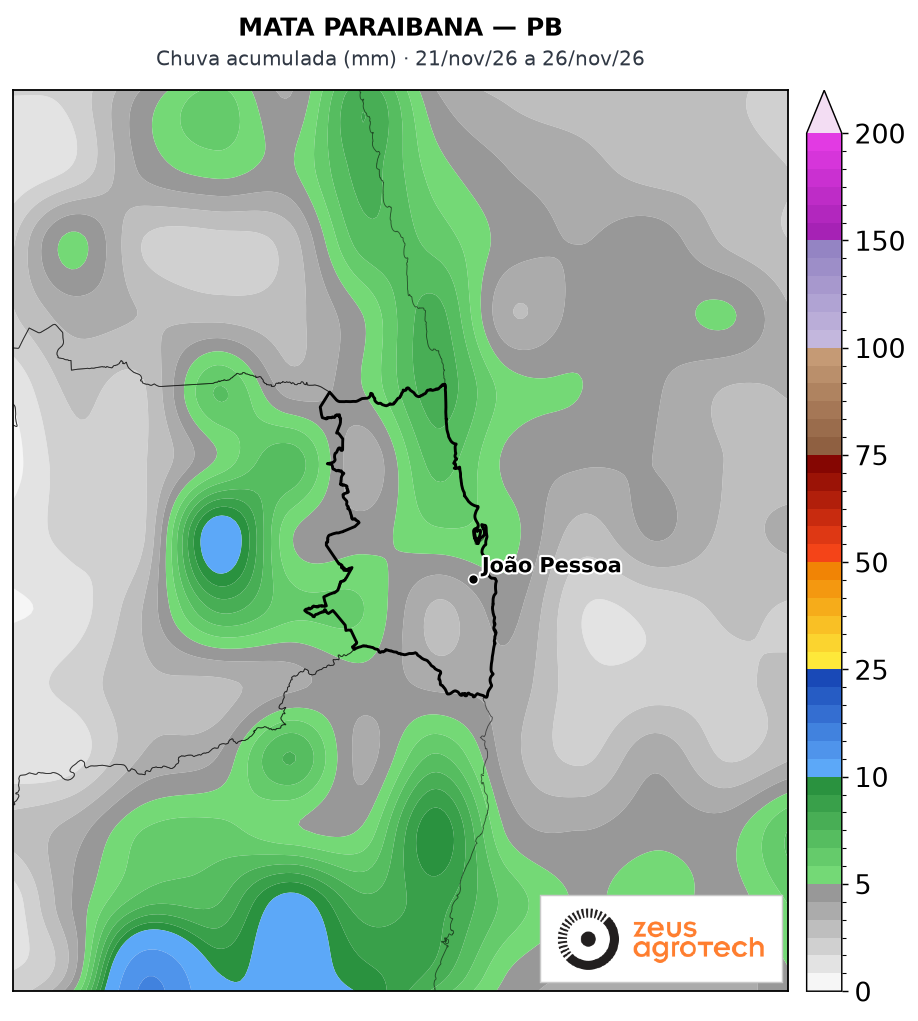 MATA PARAIBANA — PB
Chuva acumulada (mm) · 21/nov/26 a 26/nov/26
200
150
100
75
50
25
10
5
0
João Pessoa
zeus
agrotech